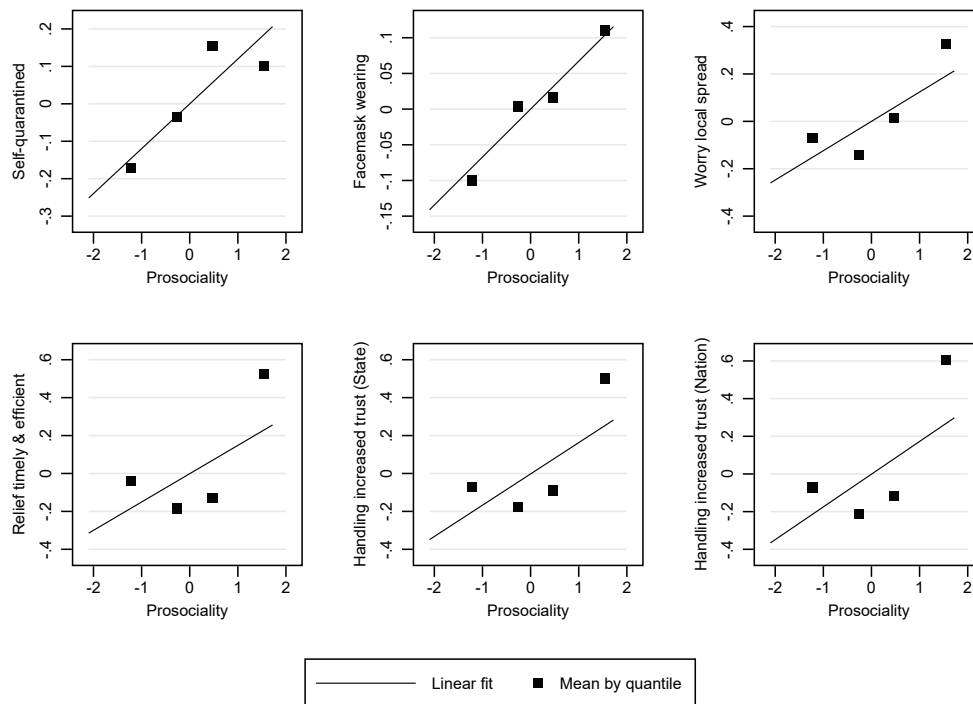 Self-quarantined
.2
.1
0
-.1
-.2
-.3
-2 -1 0 1 2
Prosociality
Facemask wearing
.1
.05
0
-.05
-.1
-.15
-2 -1 0 1 2
Prosociality
Worry local spread
.4
.2
0
-.2
-.4
-2 -1 0 1 2
Prosociality
Relief timely & efficient
.6
.4
.2
0
-.2
-.4
-2 -1 0 1 2
Prosociality
Handling increased trust (State)
.6
.4
.2
0
-.2
-.4
-2 -1 0 1 2
Prosociality
Handling increased trust (Nation)
.6
.4
.2
0
-.2
-.4
-2 -1 0 1 2
Prosociality
Linear fit Mean by quantile